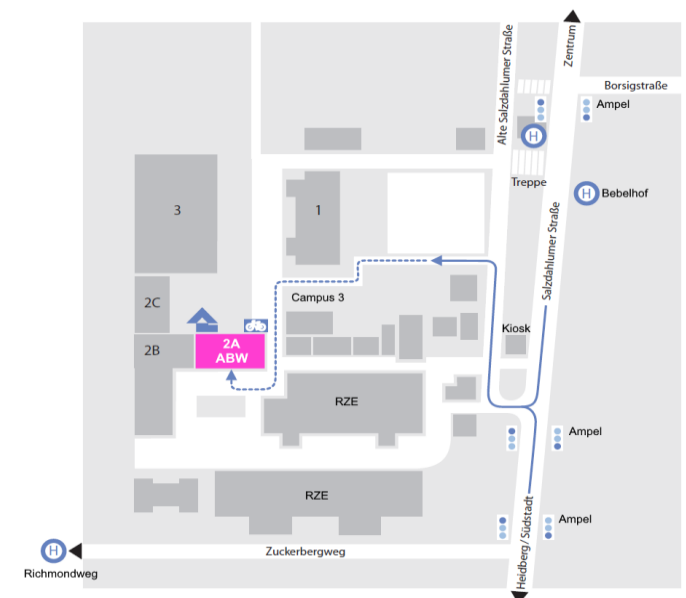 Zentrum
Alte Salzdahlumer Straße
Borsigstraße
Ampel
H
Treppe
H
Bebelhof
3
1
Salzdahlumer Straße
2C
Campus 3
Kiosk
2B
2A
ABW
RZE
Ampel
RZE
Ampel
Heidberg/Südstadt
H
Zuckerbergweg
Richmondweg